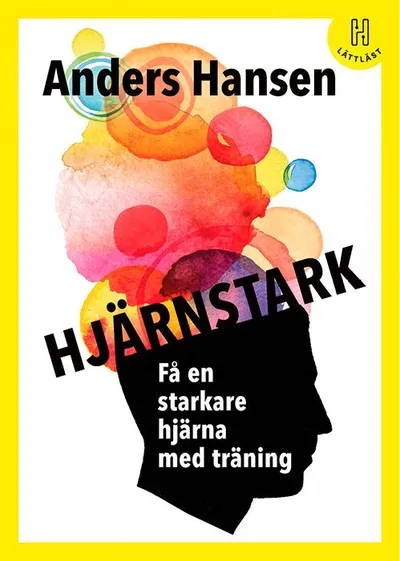 LÄTTLÄST
Anders Hansen
HJÄRNSTARK
Få en
starkare
hjärna
med träning